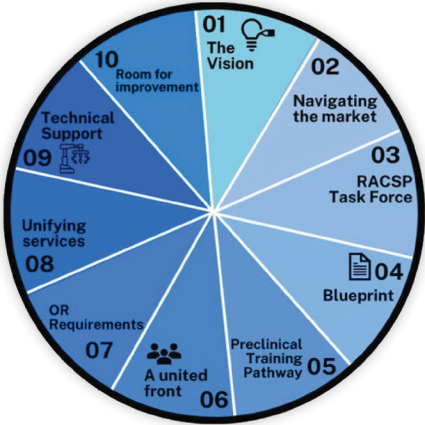 01
The
Vision
02
Navigating
the market
03
RACSP
Task Force
04
Blueprint
Preclinical
Training
Pathway
05
A united
front
06
OR
Requirements
07
Unifying
services
08
Technical
Support
09
10
Room for
improvement